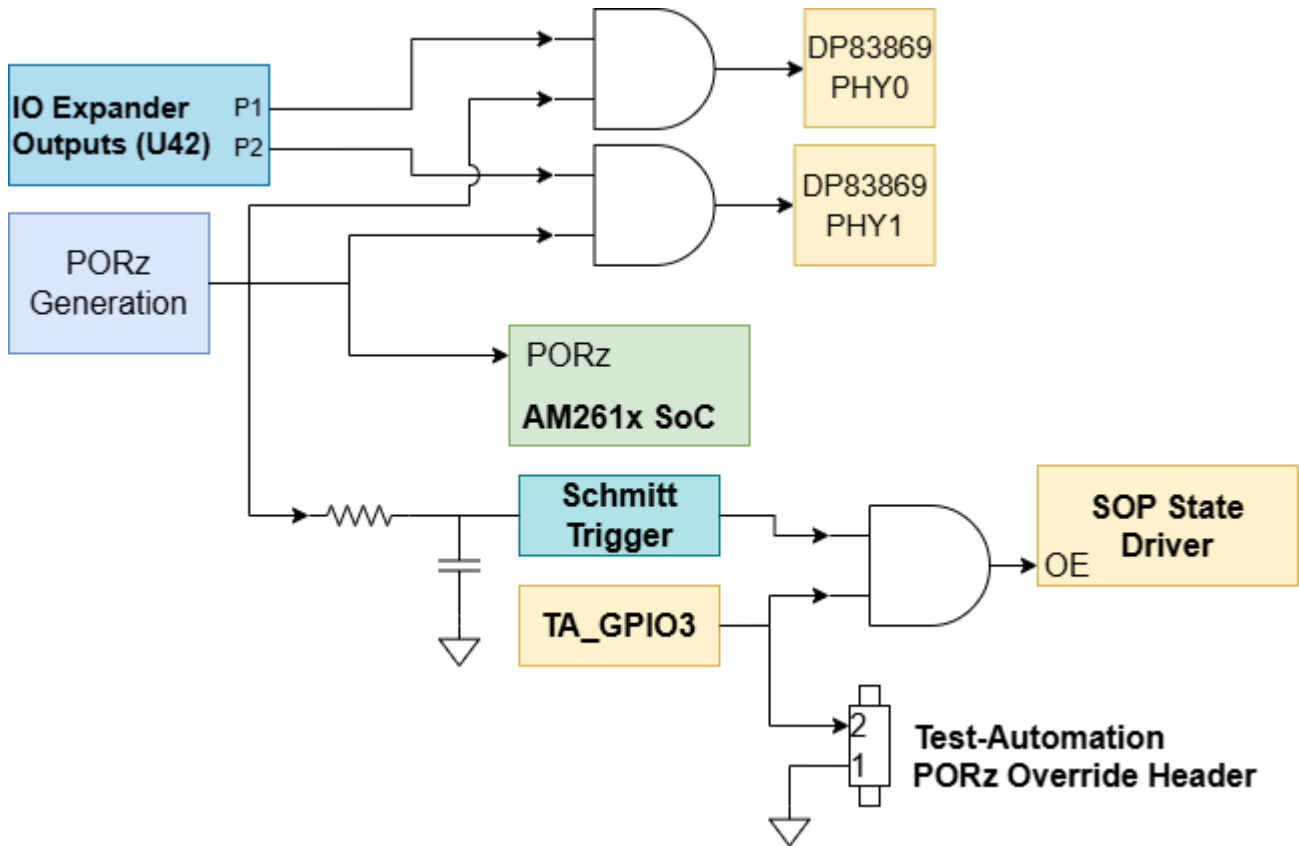 DP83869
PHY0
IO Expander
Outputs (U42)
P1
P2
DP83869
PHY1
PORz
Generation
PORz
AM261x SoC
Schmitt
Trigger
SOP State
Driver
OE
TA_GPIO3
2
1
Test-Automation
PORz Override Header